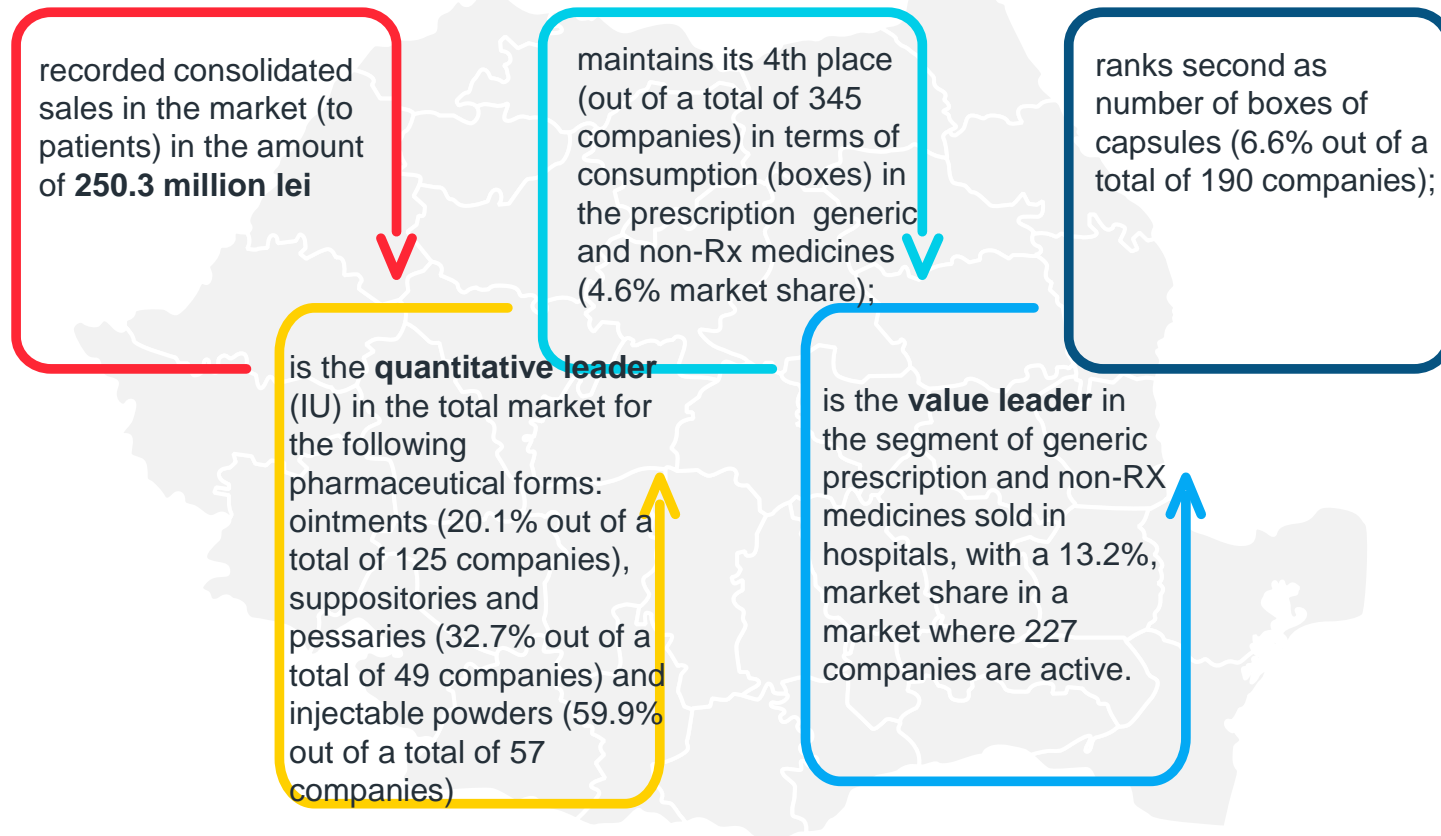 recorded consolidated
sales in the market (to
patients) in the amount
of 250.3 million lei
is the quantitative leader
(IU) in the total market for
the following
pharmaceutical forms:
ointments (20.1% out of a
total of 125 companies),
suppositories and
pessaries (32.7% out of a
total of 49 companies) and
injectable powders (59.9%
out of a total of 57
companies)
maintains its 4th place
(out of a total of 345
companies) in terms of
consumption (boxes) in
the prescription generic
and non-Rx medicines
(4.6% market share);
is the value leader in
the segment of generic
prescription and non-RX
medicines sold in
hospitals, with a 13.2%,
market share in a
market where 227
companies are active.
ranks second as
number of boxes of
capsules (6.6% out of a
total of 190 companies);